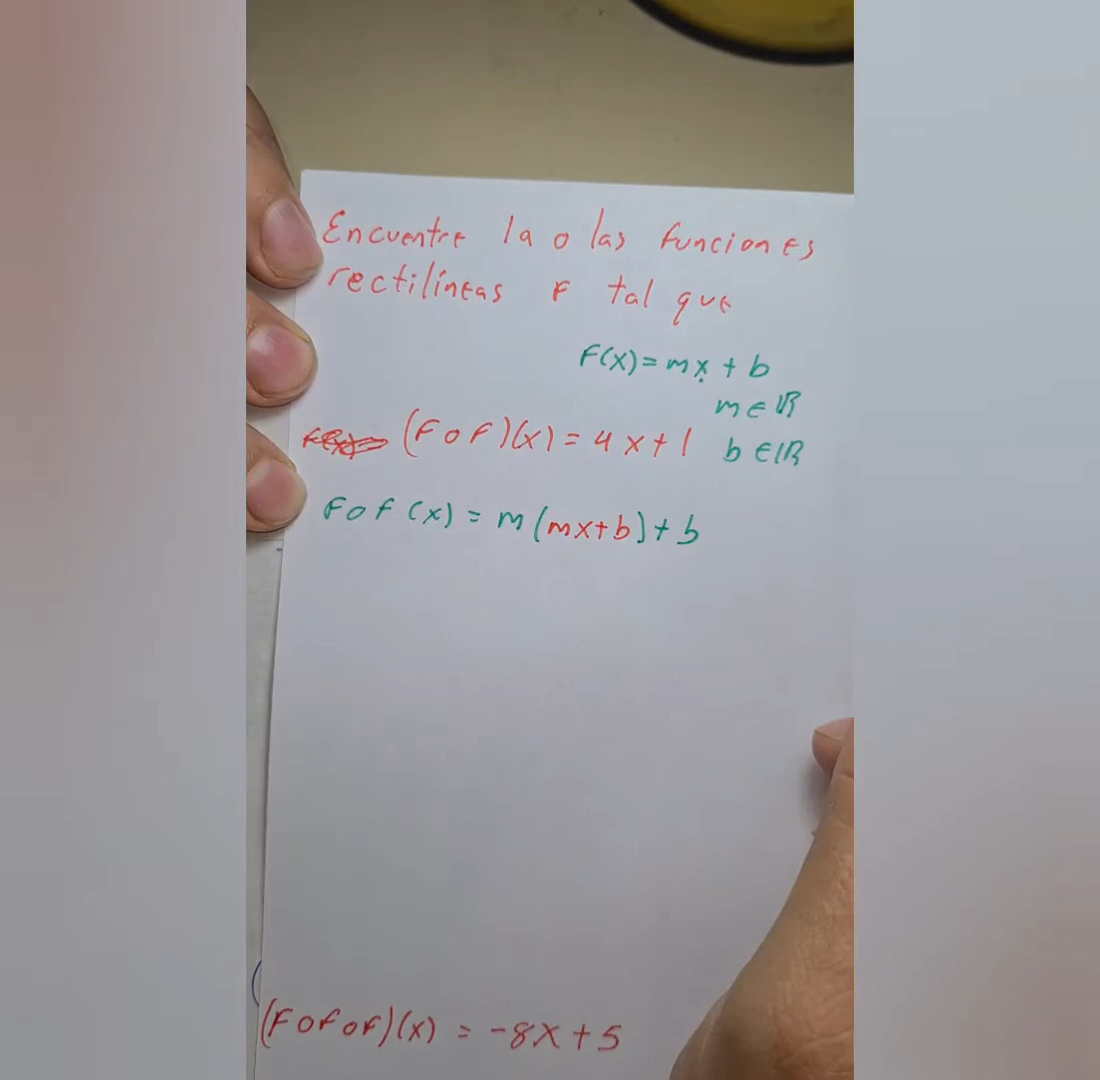 Encuentre la o las funciones
rectilíneas F tal que
F(x) = mx + b
m ∈ ℝ
(F o F)(x) = 4x + 1 b ∈ ℝ
F o F (x) = m(mx+b) + b
(F o F o F)(x) = -8x + 5